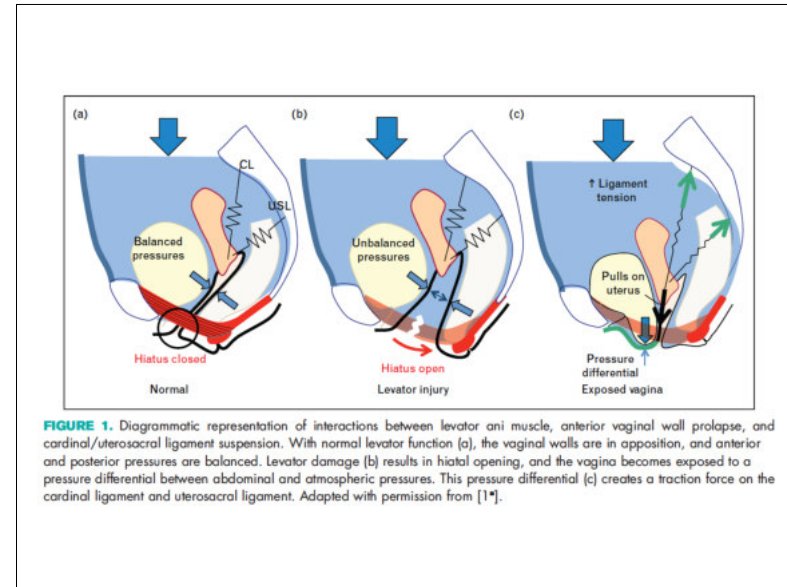 (a)
(b)
(c)
CL
USL
Balanced
pressures
Hiatus closed
Normal
Unbalanced
pressures
Hiatus open
Levator injury
↑ Ligament
tension
Pulls on
uterus
Pressure
differential
Exposed vagina
FIGURE 1. Diagrammatic representation of interactions between levator ani muscle, anterior vaginal wall prolapse, and
cardinal/uterosacral ligament suspension. With normal levator function (a), the vaginal walls are in apposition, and anterior
and posterior pressures are balanced. Levator damage (b) results in hiatal opening, and the vagina becomes exposed to a
pressure differential between abdominal and atmospheric pressures. This pressure differential (c) creates a traction force on the
cardinal ligament and uterosacral ligament. Adapted with permission from [1▪].